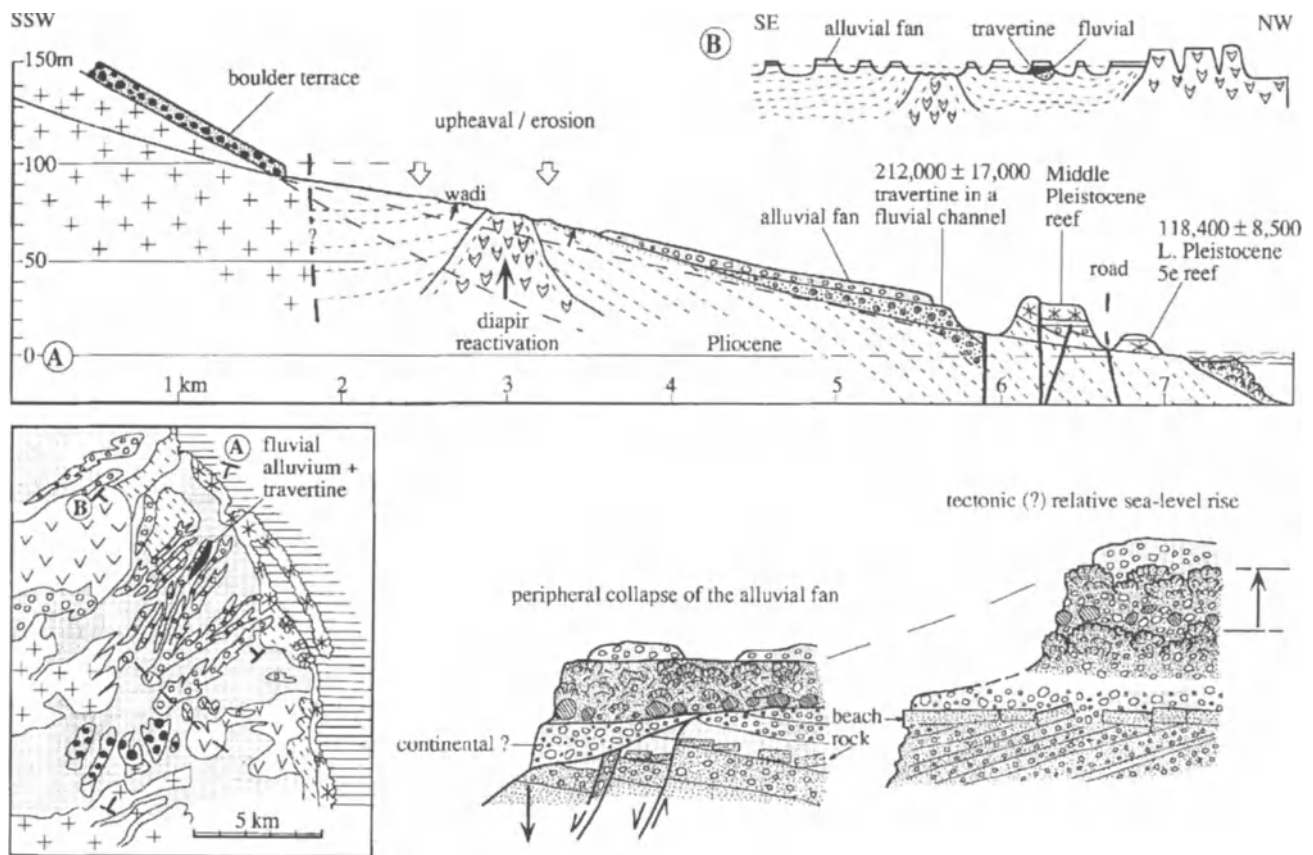 SSW
150m
boulder terrace
100
50
0
A
upheaval / erosion
wadi
?
diapir
reactivation
Pliocene
alluvial fan
212,000 ± 17,000
travertine in a
fluvial channel
Middle
Pleistocene
reef
road
118,400 ± 8,500
L. Pleistocene
5e reef
1 km
2
3
4
5
6
7
B
SE
NW
alluvial fan
travertine
fluvial
A
fluvial
alluvium +
travertine
B
5 km
peripheral collapse of the alluvial fan
continental ?
beach
rock
tectonic (?) relative sea-level rise